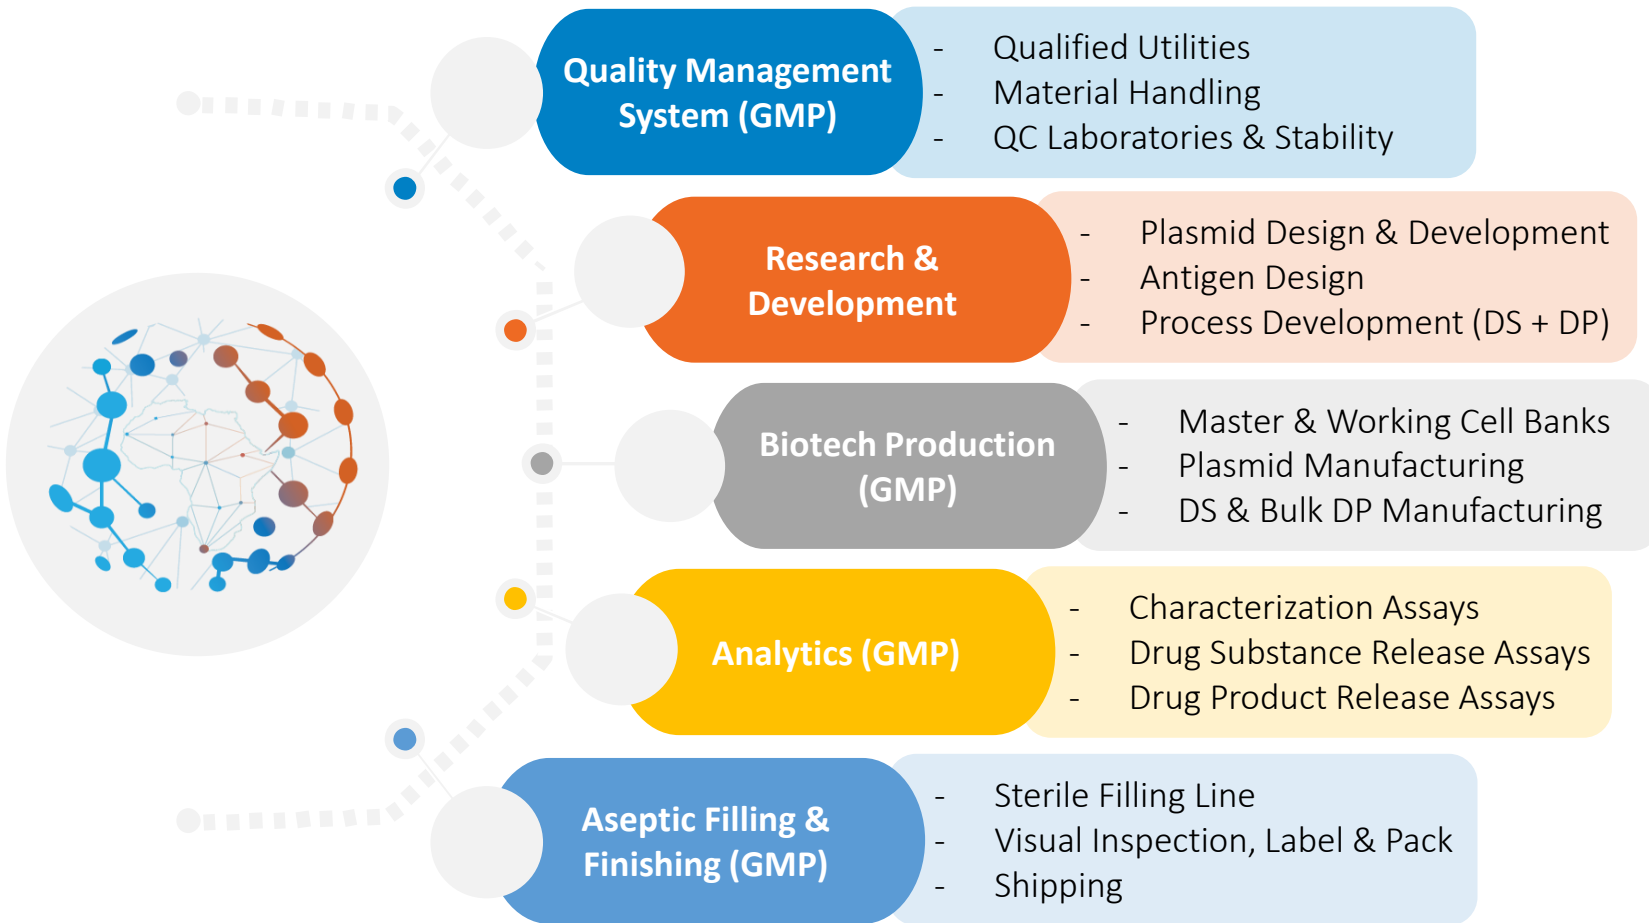 Quality Management
System (GMP)
- Qualified Utilities
- Material Handling
- QC Laboratories & Stability
Research &
Development
- Plasmid Design & Development
- Antigen Design
- Process Development (DS + DP)
Biotech Production
(GMP)
- Master & Working Cell Banks
- Plasmid Manufacturing
- DS & Bulk DP Manufacturing
Analytics (GMP)
- Characterization Assays
- Drug Substance Release Assays
- Drug Product Release Assays
Aseptic Filling &
Finishing (GMP)
- Sterile Filling Line
- Visual Inspection, Label & Pack
- Shipping